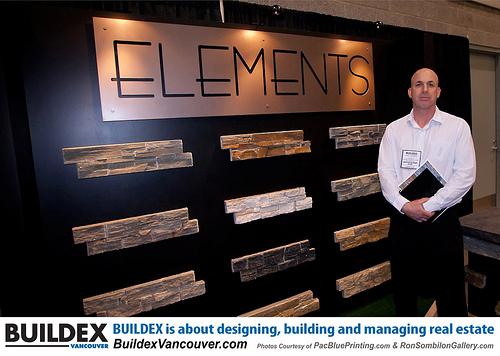 ELEMENTS
BUILDEX
VANCOUVER
BUILDEX is about designing, building and managing real estate
BuildexVancouver.com
Photos Courtesy of PacBluePrinting.com & RonSombilonGallery.com